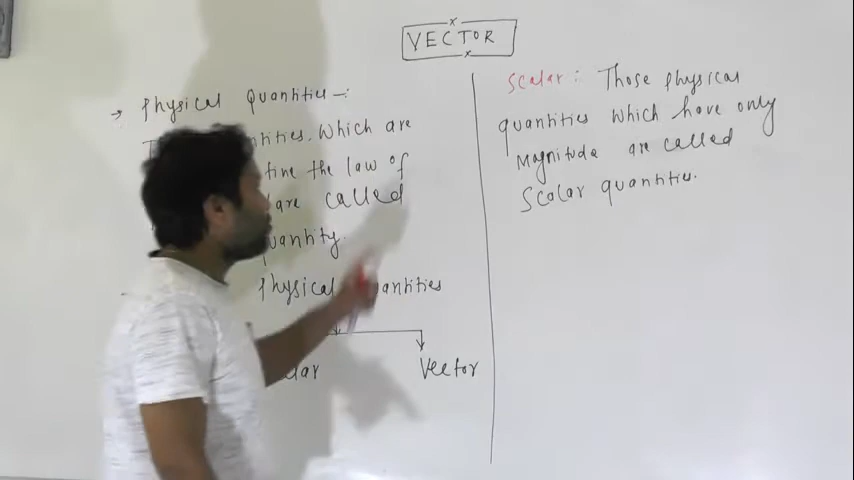 VECTOR
→ Physical Quantities -:
which are
the law of
are called
Quantity.
Physical Quantities
Vector
Scalar : Those physical
quantities which have only
Magnitude are called
Scalar quantities.